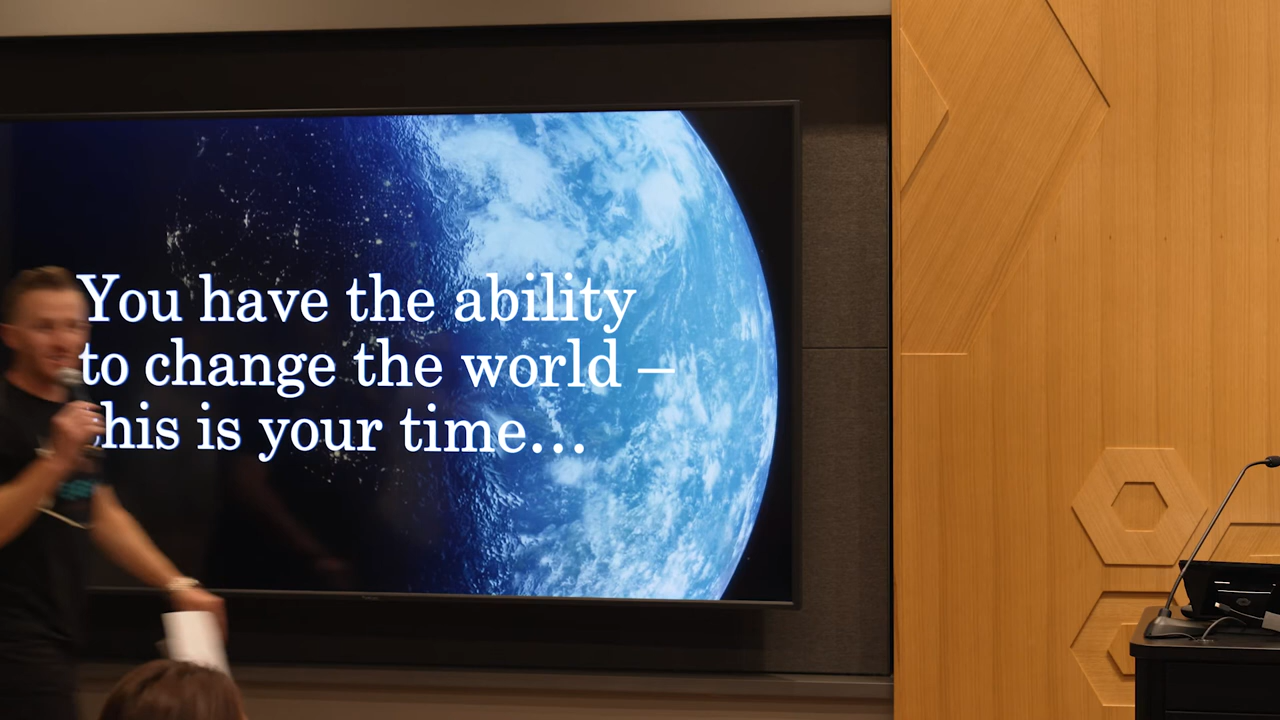 You have the ability
to change the world –
this is your time...